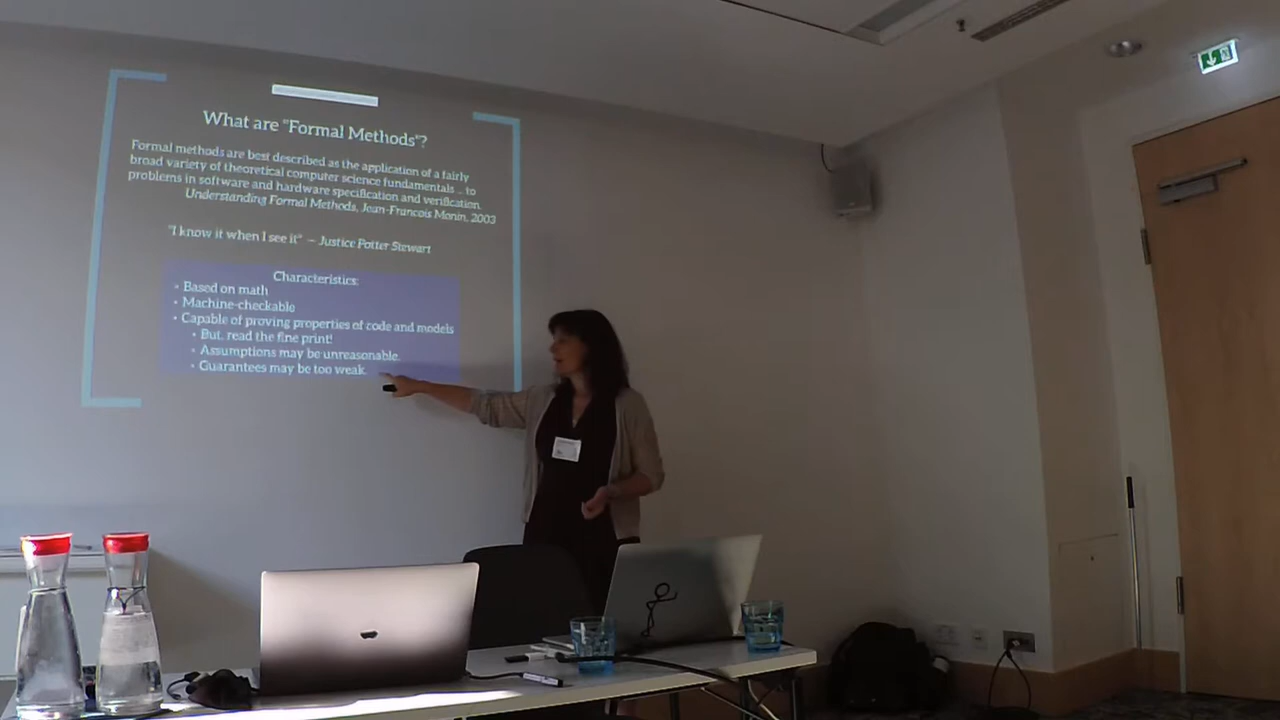 What are "Formal Methods"?
Formal methods are best described as the application of a fairly
broad variety of theoretical computer science fundamentals ... to
problems in software and hardware specification and verification.
Understanding Formal Methods, Jean-Francois Monin, 2003
"I know it when I see it" – Justice Potter Stewart
Characteristics:
• Based on math
• Machine-checkable
• Capable of proving properties of code and models
• But, read the fine print!
• Assumptions may be unreasonable.
• Guarantees may be too weak.